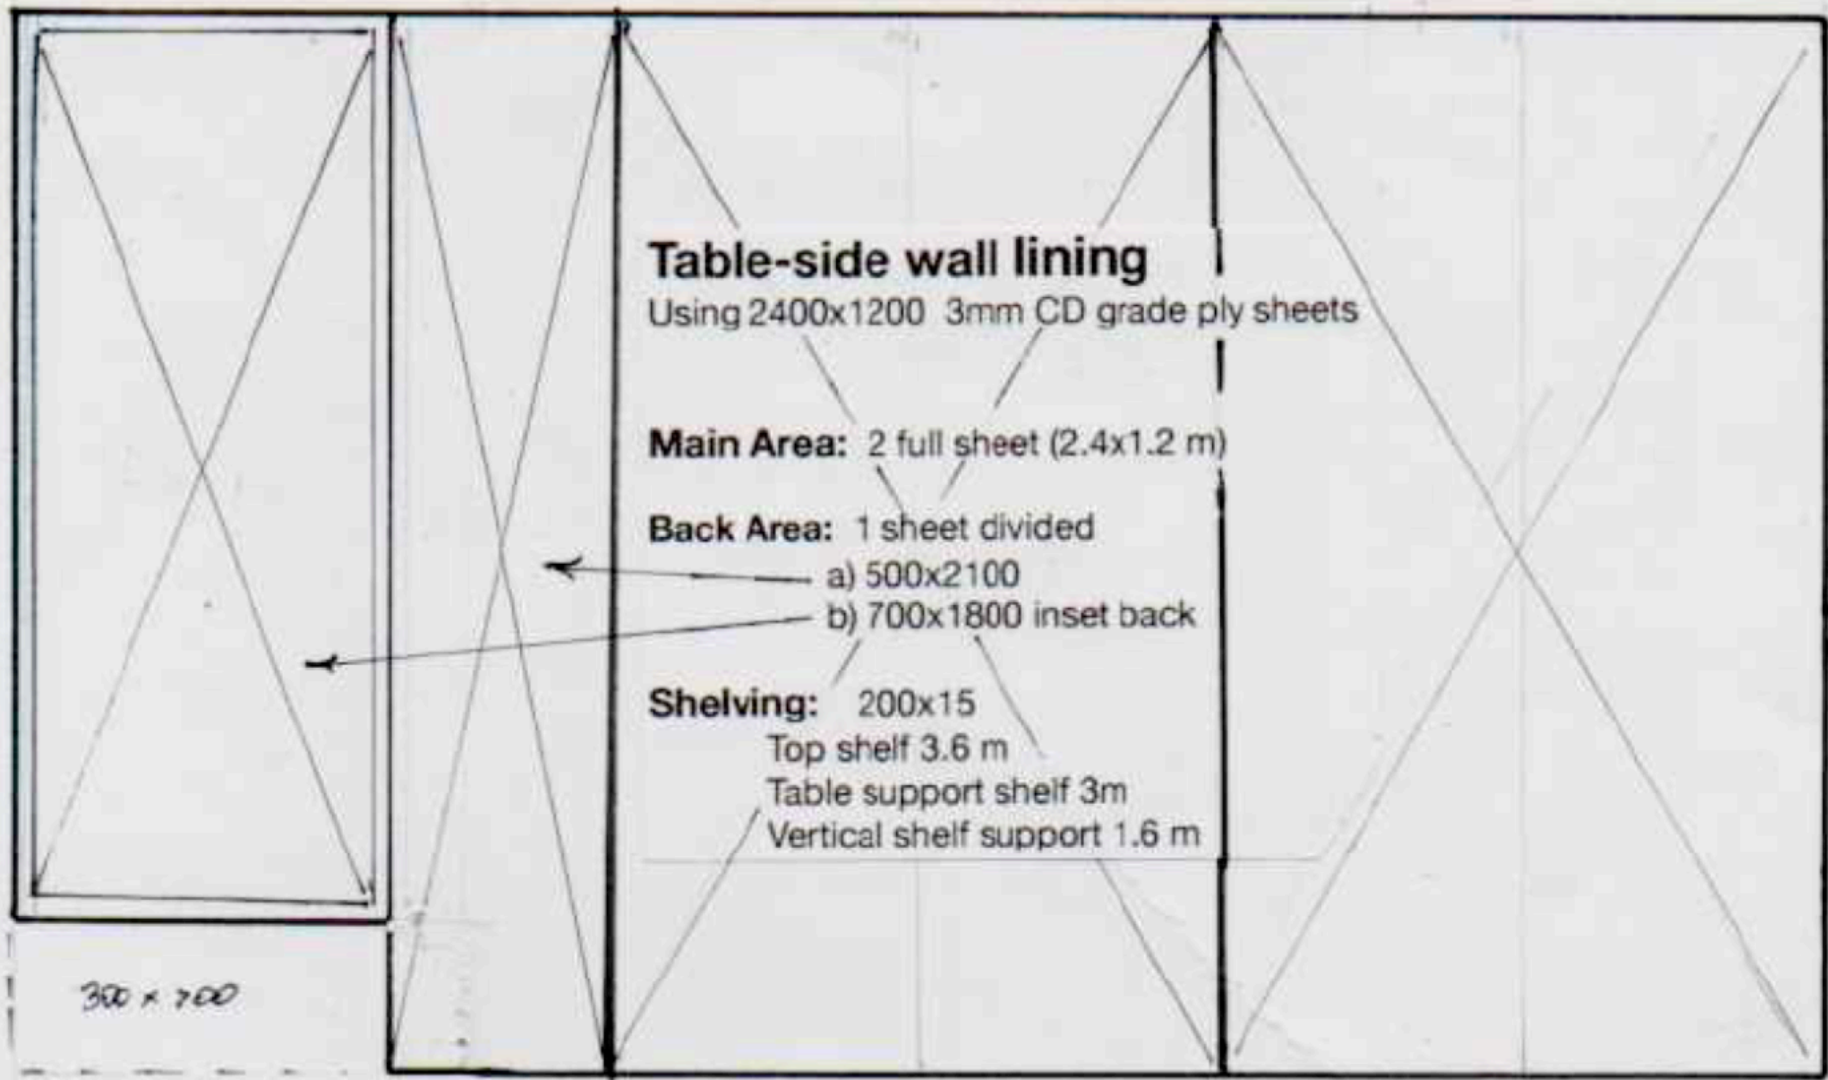 Table-side wall lining
Using 2400x1200 3mm CD grade ply sheets
Main Area: 2 full sheet (2.4x1.2 m)
Back Area: 1 sheet divided
a) 500x2100
b) 700x1800 inset back
Shelving: 200x15
Top shelf 3.6 m
Table support shelf 3m
Vertical shelf support 1.6 m
300 x 700